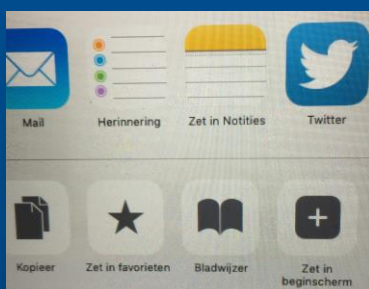 Mail Herinnering Zet in Notities Twitter
Kopieer Zet in favorieten Bladwijzer Zet in
beginscherm